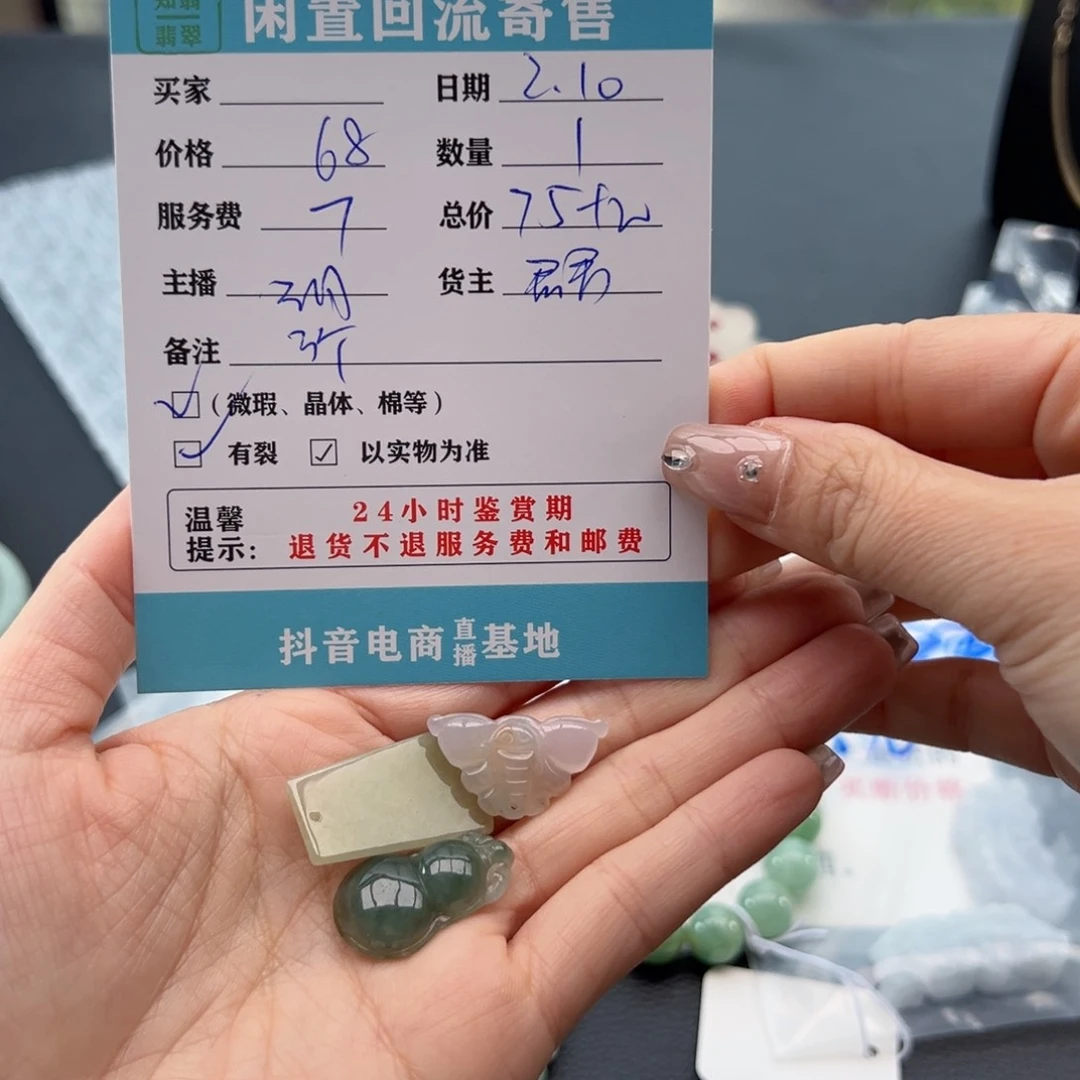 翡翠
闲置回流寄售
买家 日期 2.10
价格 68 数量 1
服务费 7 总价 75+
主播 货主
备注
(微瑕、晶体、棉等)
有裂 以实物为准
温馨提示: 24小时鉴赏期
退货不退服务费和邮费
抖音电商直播基地